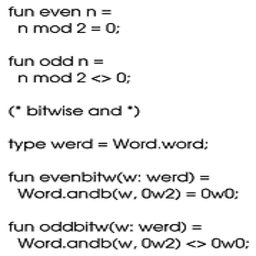 fun even n =
n mod 2 = 0;
fun odd n =
n mod 2 <> 0;
(* bitwise and *)
type werd = Word.word;
fun evenbitw(w: werd) =
Word.andb(w, 0w2) = 0w0;
fun oddbitw(w: werd) =
Word.andb(w, 0w2) <> 0w0;